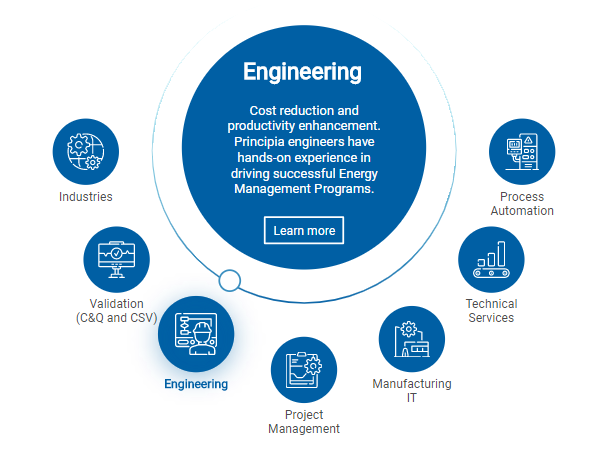 Engineering
Cost reduction and
productivity enhancement.
Principia engineers have
hands-on experience in
driving successful Energy
Management Programs.
Learn more
Industries
Validation
(C&Q and CSV)
Engineering
Project
Management
Manufacturing
IT
Technical
Services
Process
Automation